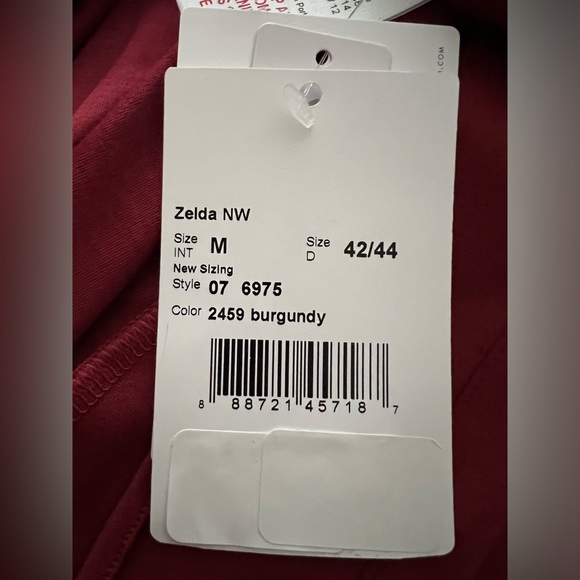 Zelda NW
Size INT M Size D 42/44
New Sizing
Style 07 6975
Color 2459 burgundy
8 88721 45718 7